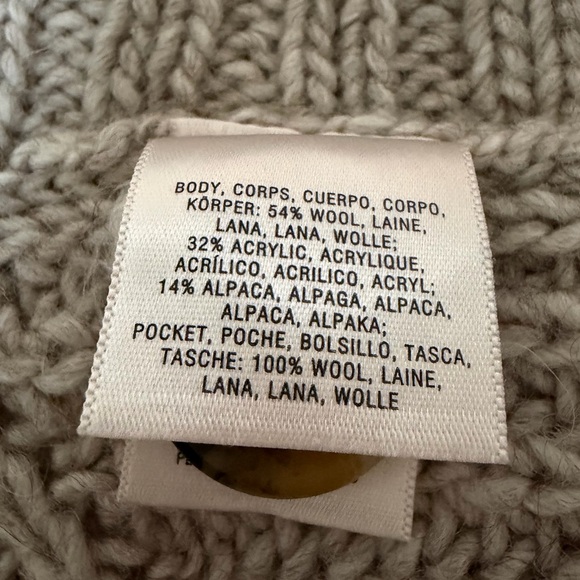 BODY, CORPS, CUERPO, CORPO,
KÖRPER: 54% WOOL, LAINE,
LANA, LANA, WOLLE;
32% ACRYLIC, ACRYLIQUE,
ACRÍLICO, ACRILICO, ACRYL;
14% ALPACA, ALPAGA, ALPACA,
ALPACA, ALPAKA;
POCKET, POCHE, BOLSILLO, TASCA,
TASCHE: 100% WOOL, LAINE,
LANA, LANA, WOLLE